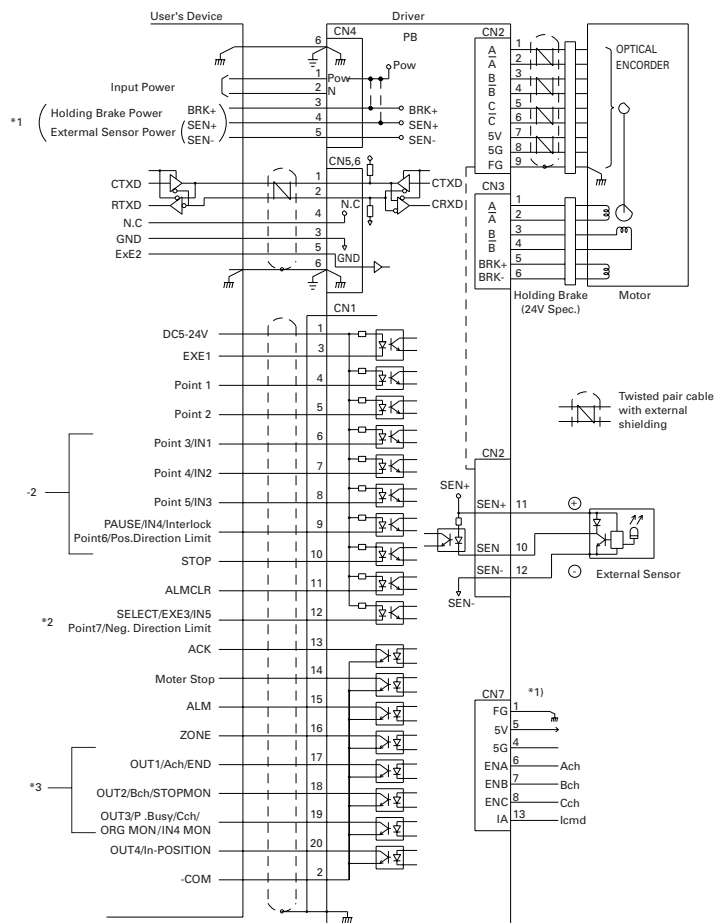 User's Device
Driver
PB
CN4
6
1 Pow
2 N
3
4
5
Pow
BRK+
SEN+
SEN-
Input Power
*1
Holding Brake Power
External Sensor Power
BRK+
SEN+
SEN-
CN5,6
1
2
4
3
5
6
N.C
GND
CTXD
CRXD
CTXD
RTXD
N.C
GND
ExE2
CN2
A 1
A 2
B 3
B 4
C 5
C 6
5V 7
5G 8
FG 9
OPTICAL
ENCORDER
CN3
A 1
A 2
B 3
B 4
BRK+ 5
BRK- 6
Holding Brake
(24V Spec.)
Motor
CN1
DC5-24V 1
EXE1 3
Point 1 4
Point 2 5
Point 3/IN1 6
-2
Point 4/IN2 7
Point 5/IN3 8
PAUSE/IN4/Interlock 9
Point6/Pos.Direction Limit
STOP 10
ALMCLR 11
*2
SELECT/EXE3/IN5 12
Point7/Neg. Direction Limit
ACK 13
Moter Stop 14
ALM 15
ZONE 16
OUT1/Ach/END 17
*3
OUT2/Bch/STOPMON 18
OUT3/P .Busy/Cch/ 19
ORG MON/IN4 MON
OUT4/In-POSITION 20
-COM 2
Twisted pair cable
with external
shielding
CN2
SEN+
SEN+ 11
SEN 10
SEN- 12
SEN-
+
-
External Sensor
CN7 *1)
FG 1
5V 5
5G 4
ENA 6 Ach
ENB 7 Bch
ENC 8 Cch
IA 13 Icmd